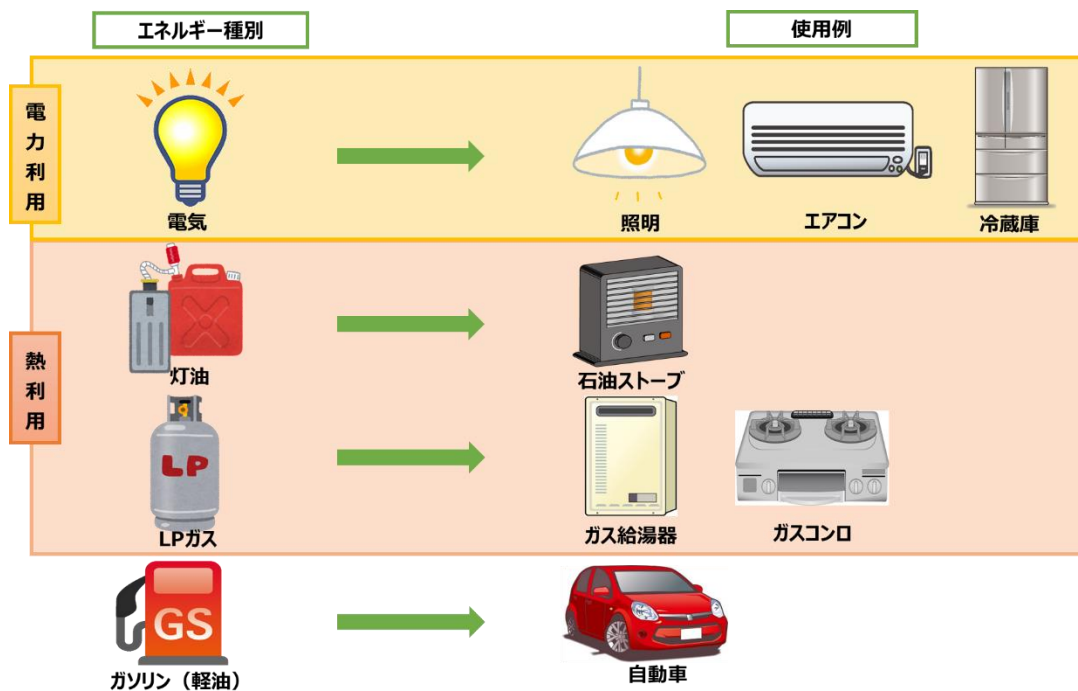 エネルギー種別
使用例
電力利用
電気
照明
エアコン
冷蔵庫
熱利用
灯油
石油ストーブ
LP
LPガス
ガス給湯器
ガスコンロ
GS
ガソリン（軽油）
自動車